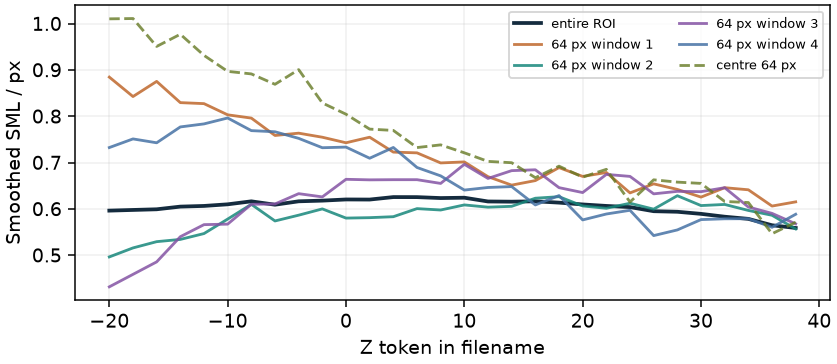 1.0
0.9
0.8
0.7
0.6
0.5
Smoothed SML / px
entire ROI
64 px window 1
64 px window 2
64 px window 3
64 px window 4
centre 64 px
−20 −10 0 10 20 30 40
Z token in filename